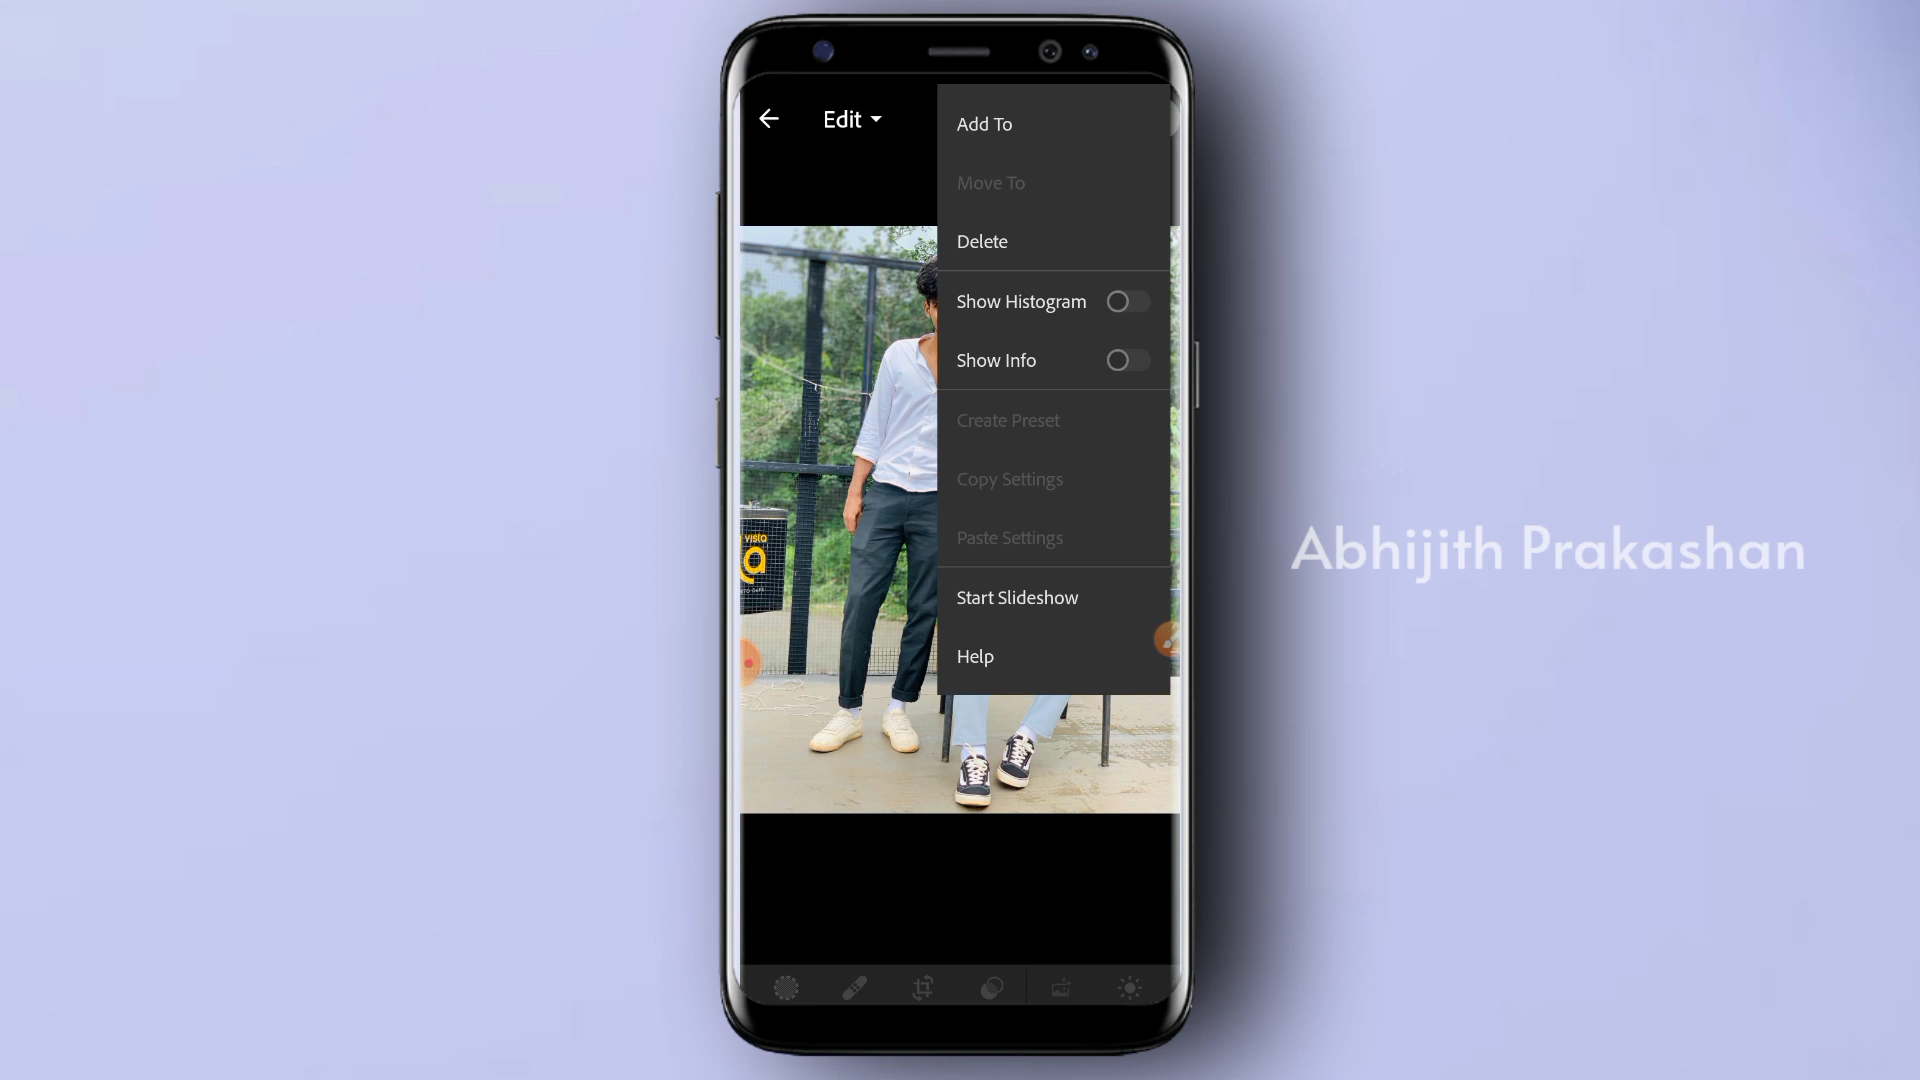 Edit
Add To
Move To
Delete
Show Histogram
Show Info
Create Preset
Copy Settings
Paste Settings
Start Slideshow
Help
vista
a
Abhijith Prakashan